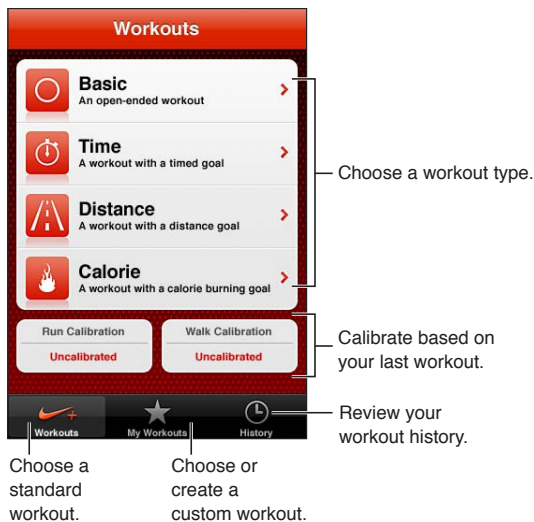 Workouts
Basic
An open-ended workout
Time
A workout with a timed goal
Distance
A workout with a distance goal
Calorie
A workout with a calorie burning goal
Choose a workout type.
Run Calibration
Uncalibrated
Walk Calibration
Uncalibrated
Calibrate based on
your last workout.
Workouts
My Workouts
History
Review your
workout history.
Choose a
standard
workout.
Choose or
create a
custom workout.